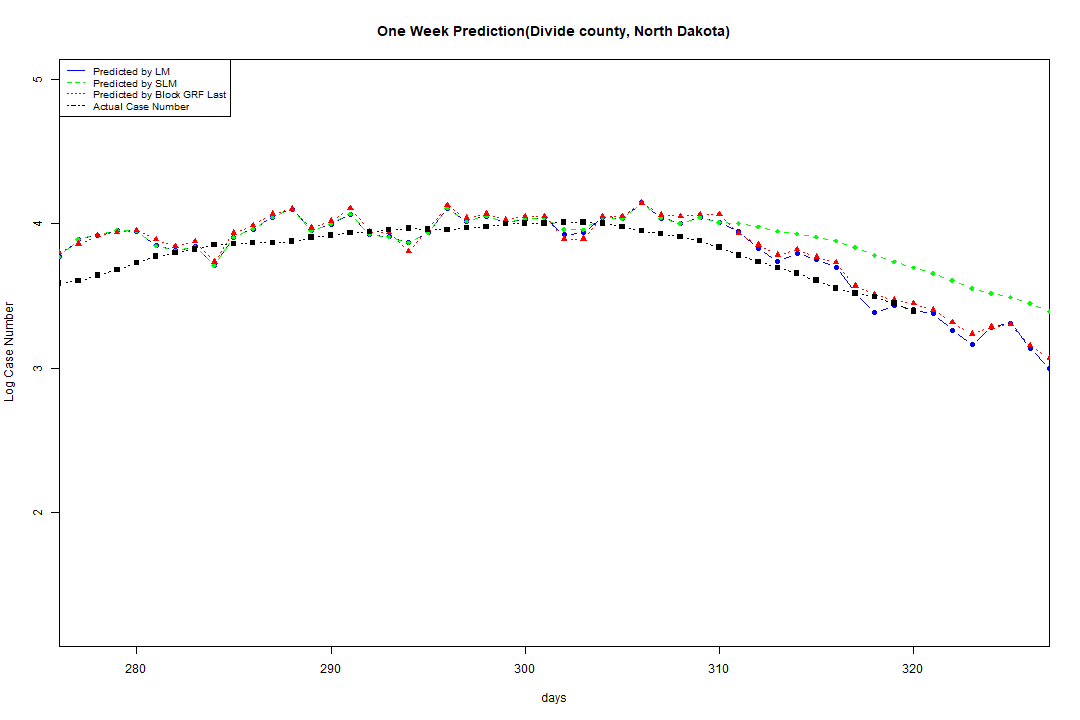 One Week Prediction(Divide county, North Dakota)
Predicted by LM
Predicted by SLM
Predicted by Block GRF Last
Actual Case Number
5
4
3
2
Log Case Number
280 290 300 310 320
days